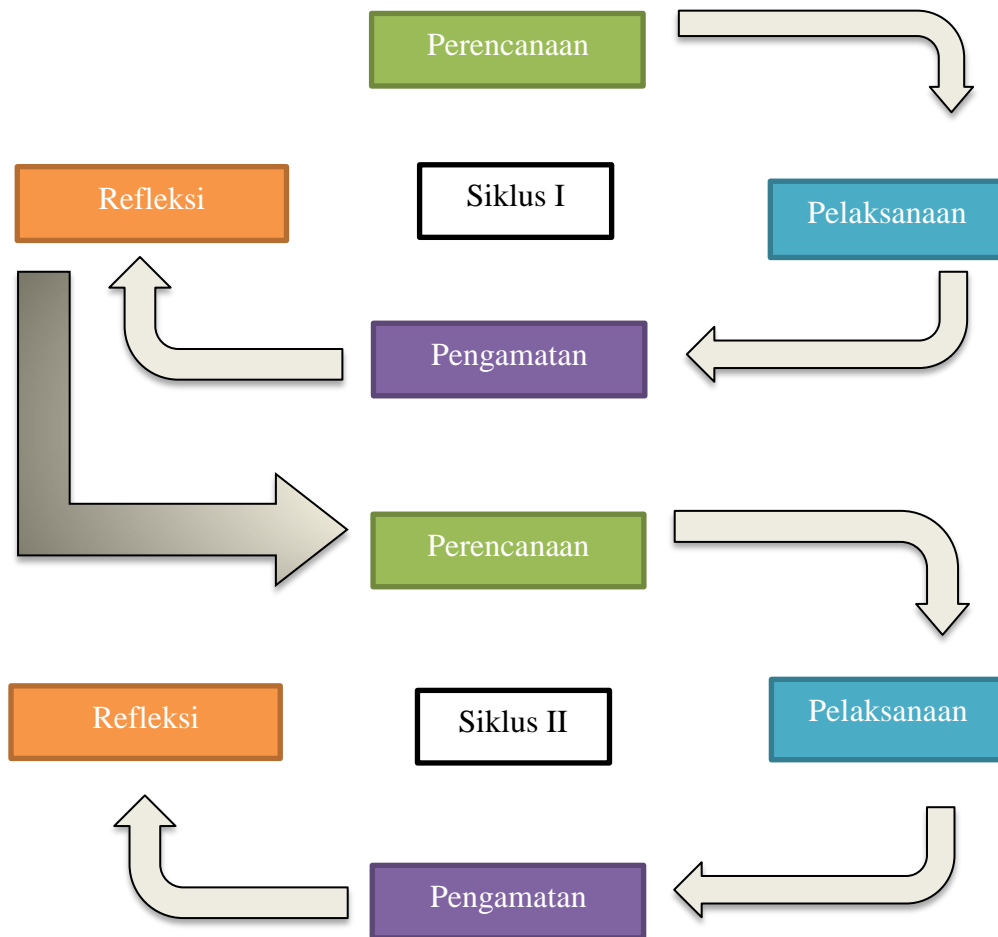 Perencanaan
Refleksi
Siklus I
Pelaksanaan
Pengamatan
Perencanaan
Refleksi
Siklus II
Pelaksanaan
Pengamatan